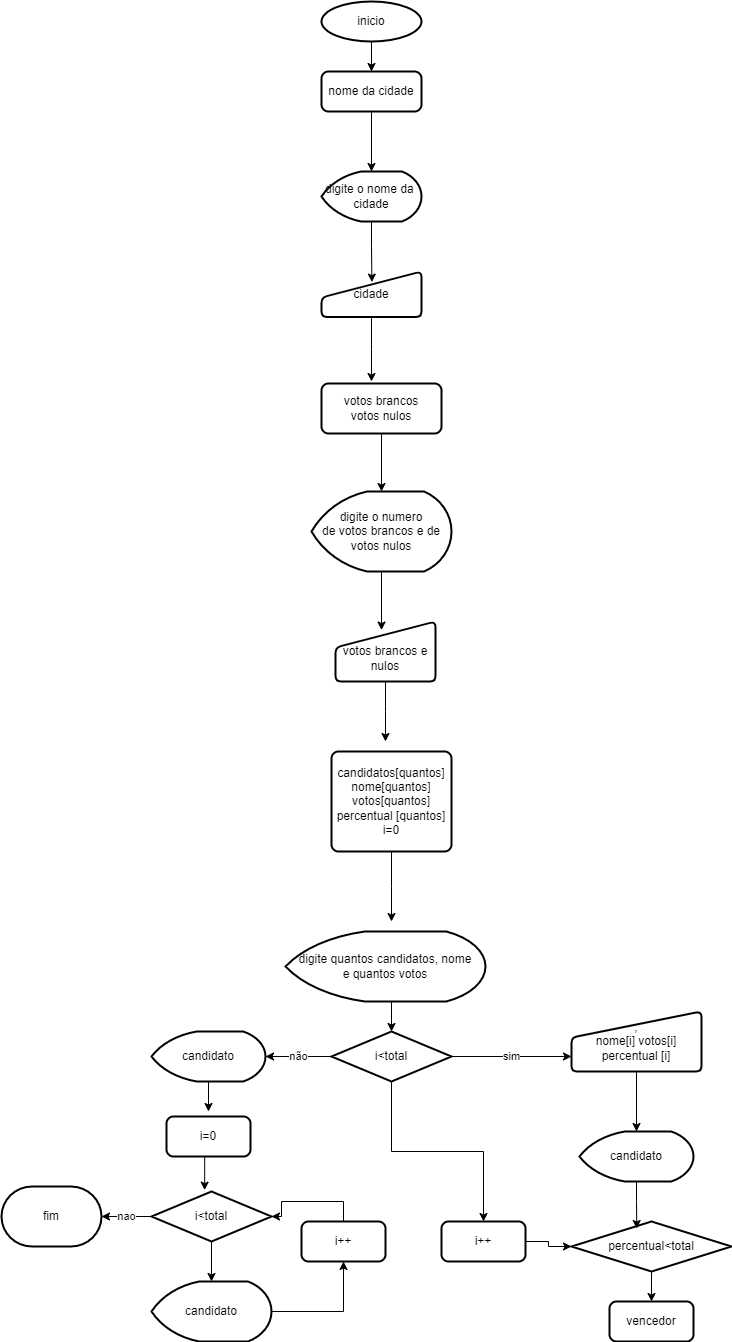 inicio
nome da cidade
digite o nome da
cidade
cidade
votos brancos
votos nulos
digite o numero
de votos brancos e de
votos nulos
votos brancos e
nulos
candidatos[quantos]
nome[quantos]
votos[quantos]
percentual [quantos]
i=0
digite quantos candidatos, nome
e quantos votos
candidato
não
i<total
sim
,
nome[i] votos[i]
percentual [i]
i=0
candidato
fim
nao
i<total
i++
i++
percentual<total
candidato
vencedor